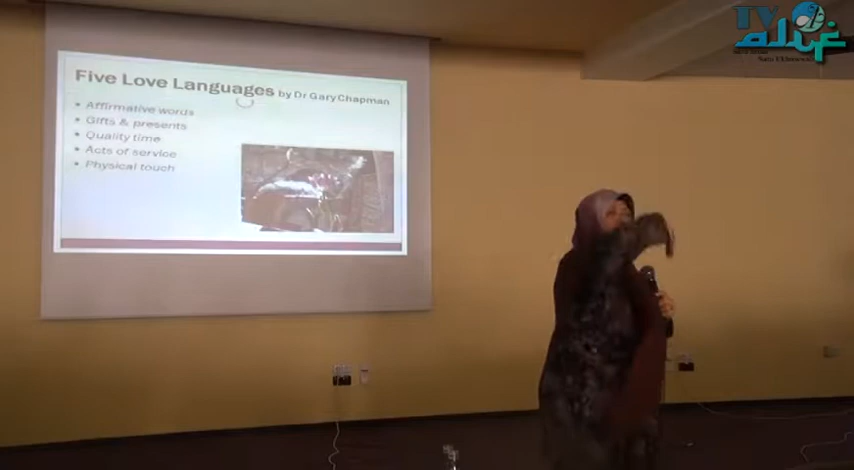 Five Love Languages by Dr Gary Chapman
• Affirmative words
• Gifts & presents
• Quality time
• Acts of service
• Physical touch
TV